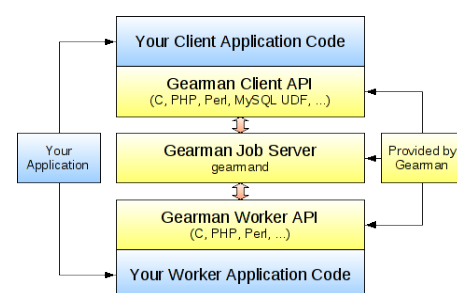 Your Client Application Code
Gearman Client API
(C, PHP, Perl, MySQL UDF, ...)
Your
Application
Gearman Job Server
gearmand
Provided by
Gearman
Gearman Worker API
(C, PHP, Perl, ...)
Your Worker Application Code